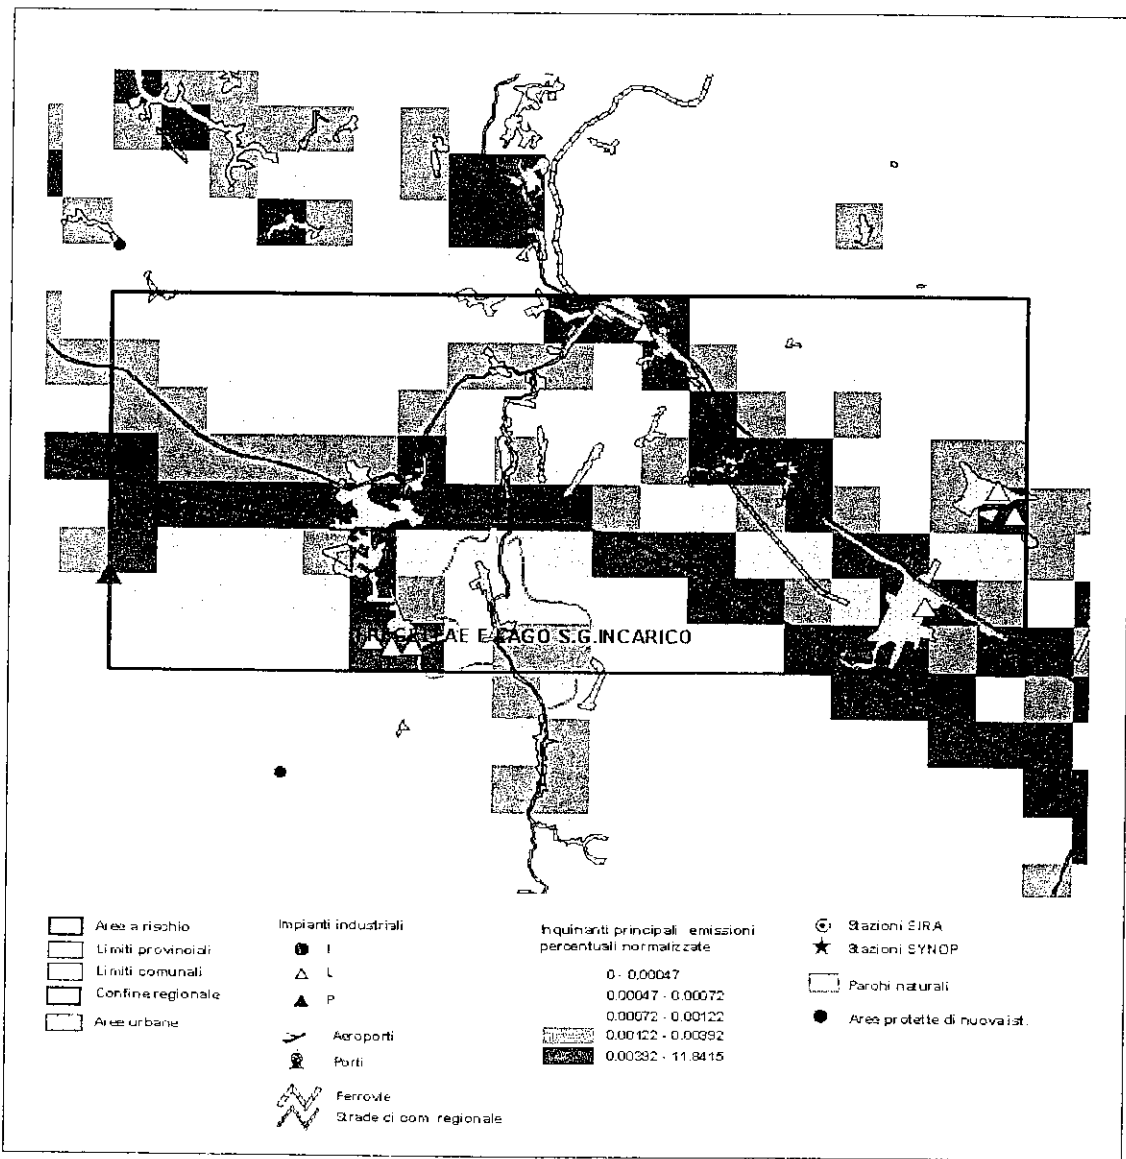 E LAGO S.G.INCARICO
Aree a rischio
Limiti provinciali
Limiti comunali
Confine regionale
Aree urbane
Impianti industriali
I
L
P
Aeroporti
Porti
Ferrovie
Strade di com. regionale
Inquinanti principali emissioni
percentuali normalizzate
0 - 0.00047
0.00047 - 0.00072
0.00072 - 0.00122
0.00122 - 0.00392
0.00392 - 11.8415
Stazioni SIRA
Stazioni SYNOP
Parchi naturali
Aree protette di nuova ist.